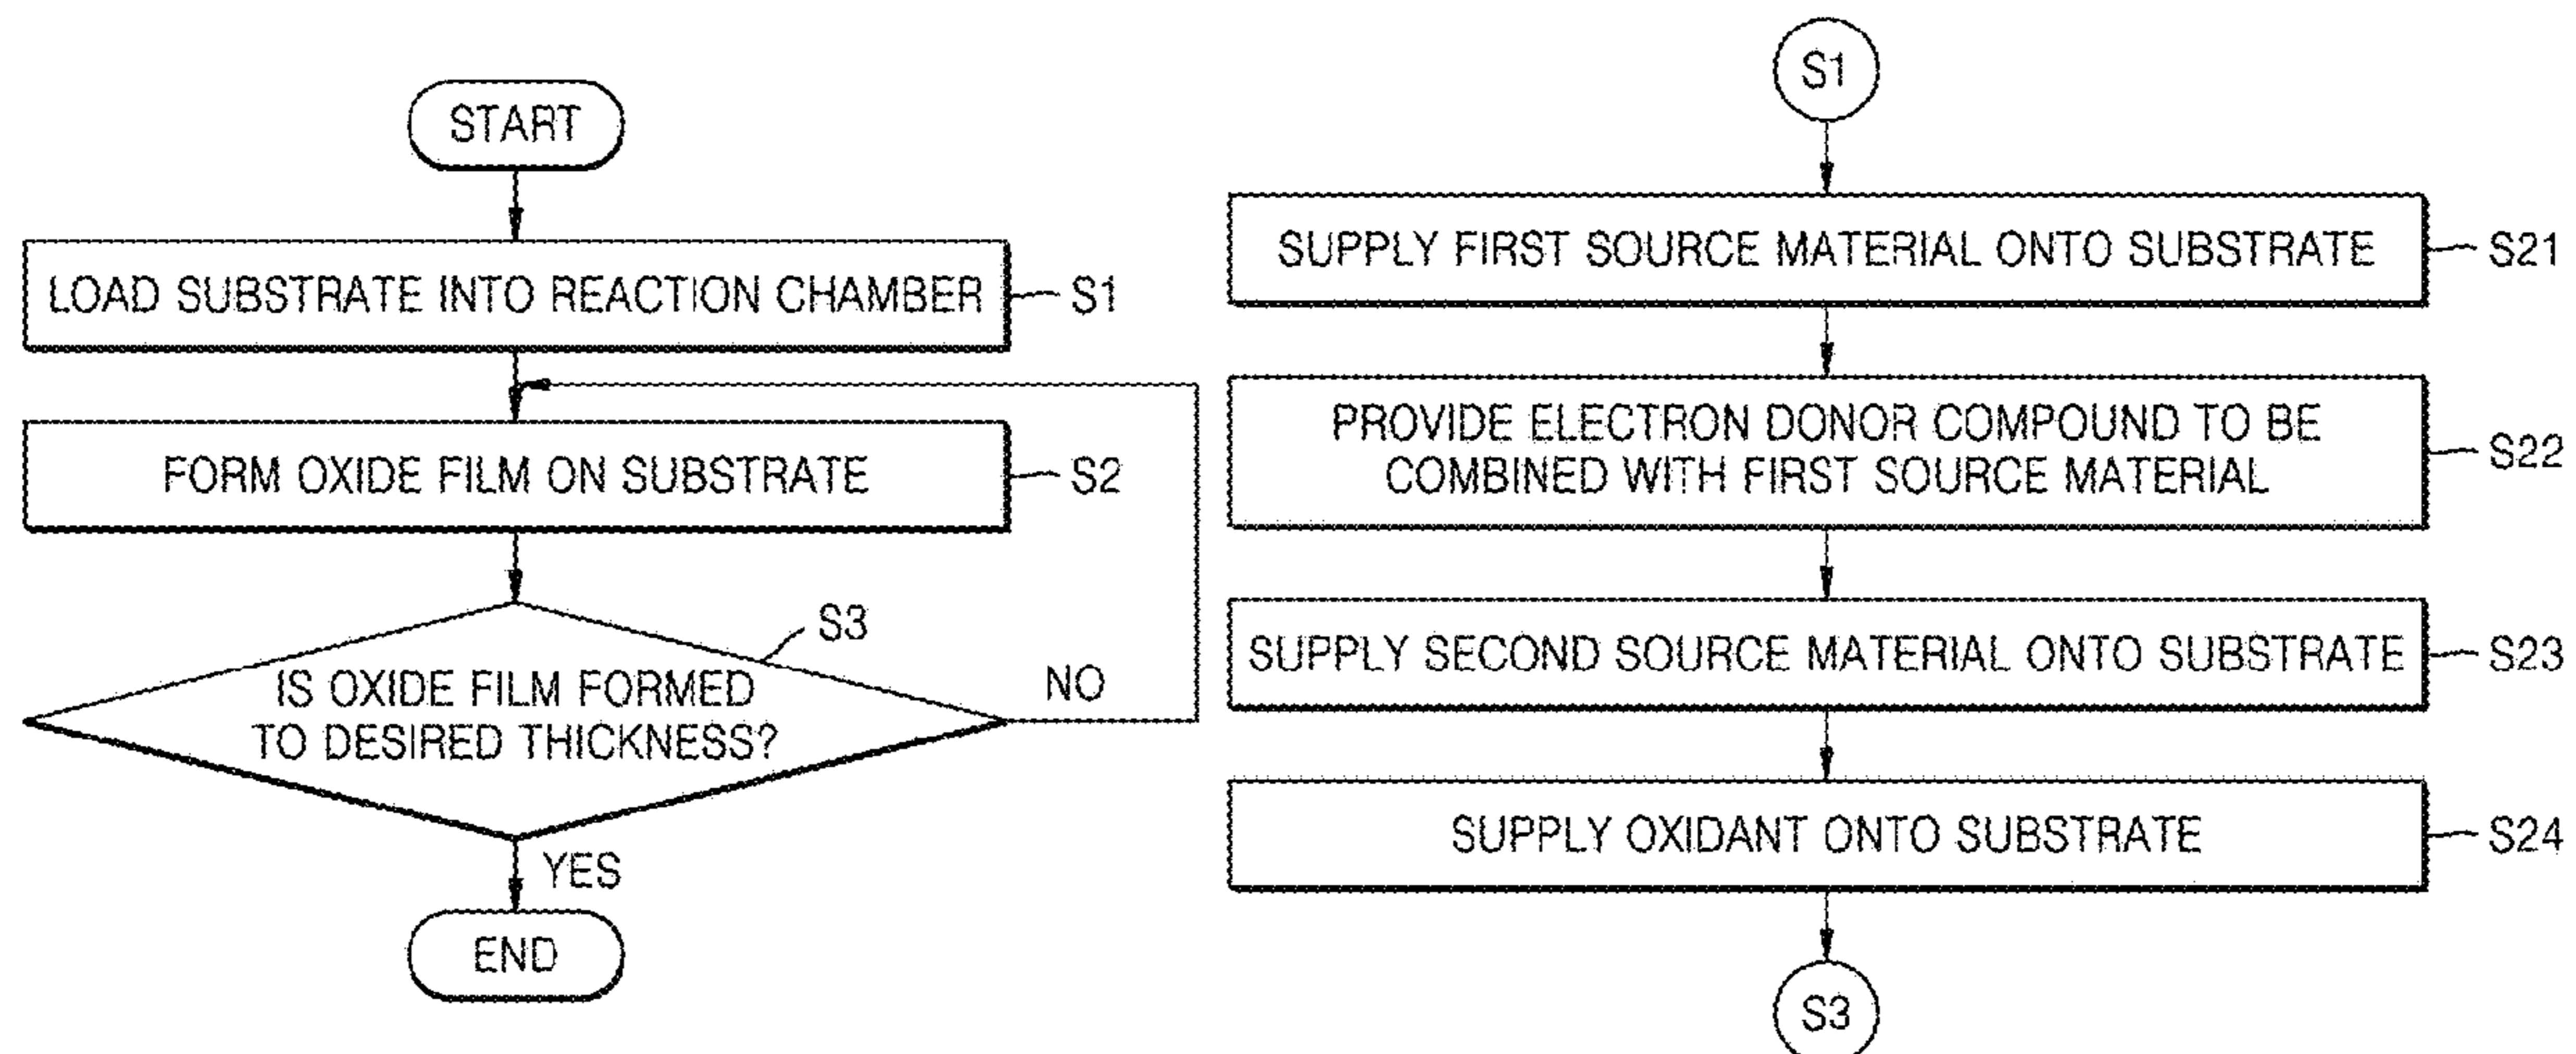 START
LOAD SUBSTRATE INTO REACTION CHAMBER
S1
FORM OXIDE FILM ON SUBSTRATE
S2
S3
IS OXIDE FILM FORMED
TO DESIRED THICKNESS?
NO
YES
END
S1
SUPPLY FIRST SOURCE MATERIAL ONTO SUBSTRATE
S21
PROVIDE ELECTRON DONOR COMPOUND TO BE
COMBINED WITH FIRST SOURCE MATERIAL
S22
SUPPLY SECOND SOURCE MATERIAL ONTO SUBSTRATE
S23
SUPPLY OXIDANT ONTO SUBSTRATE
S24
S3